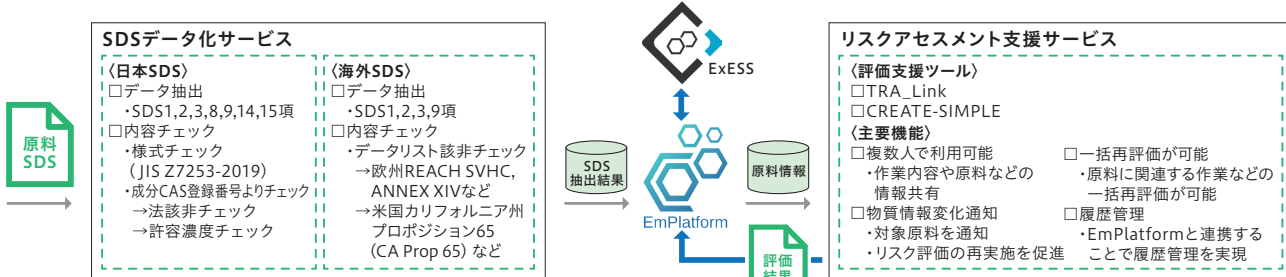 原料
SDS
SDSデータ化サービス
〈日本SDS〉
□データ抽出
・SDS1,2,3,8,9,14,15項
□内容チェック
・様式チェック
（JIS Z7253-2019）
・成分CAS登録番号よりチェック
→法該非チェック
→許容濃度チェック
〈海外SDS〉
□データ抽出
・SDS1,2,3,9項
□内容チェック
・データリスト該非チェック
→欧州REACH SVHC，
ANNEX XIVなど
→米国カリフォルニア州
プロポジション65
（CA Prop 65）など
SDS
抽出結果
ExESS
EmPlatform
原料情報
評価
結果
リスクアセスメント支援サービス
〈評価支援ツール〉
□TRA_Link
□CREATE-SIMPLE
〈主要機能〉
□複数人で利用可能
・作業内容や原料などの
情報共有
□物質情報変化通知
・対象原料を通知
・リスク評価の再実施を促進
□一括再評価が可能
・原料に関連する作業などの
一括再評価が可能
□履歴管理
・EmPlatformと連携する
ことで履歴管理を実現